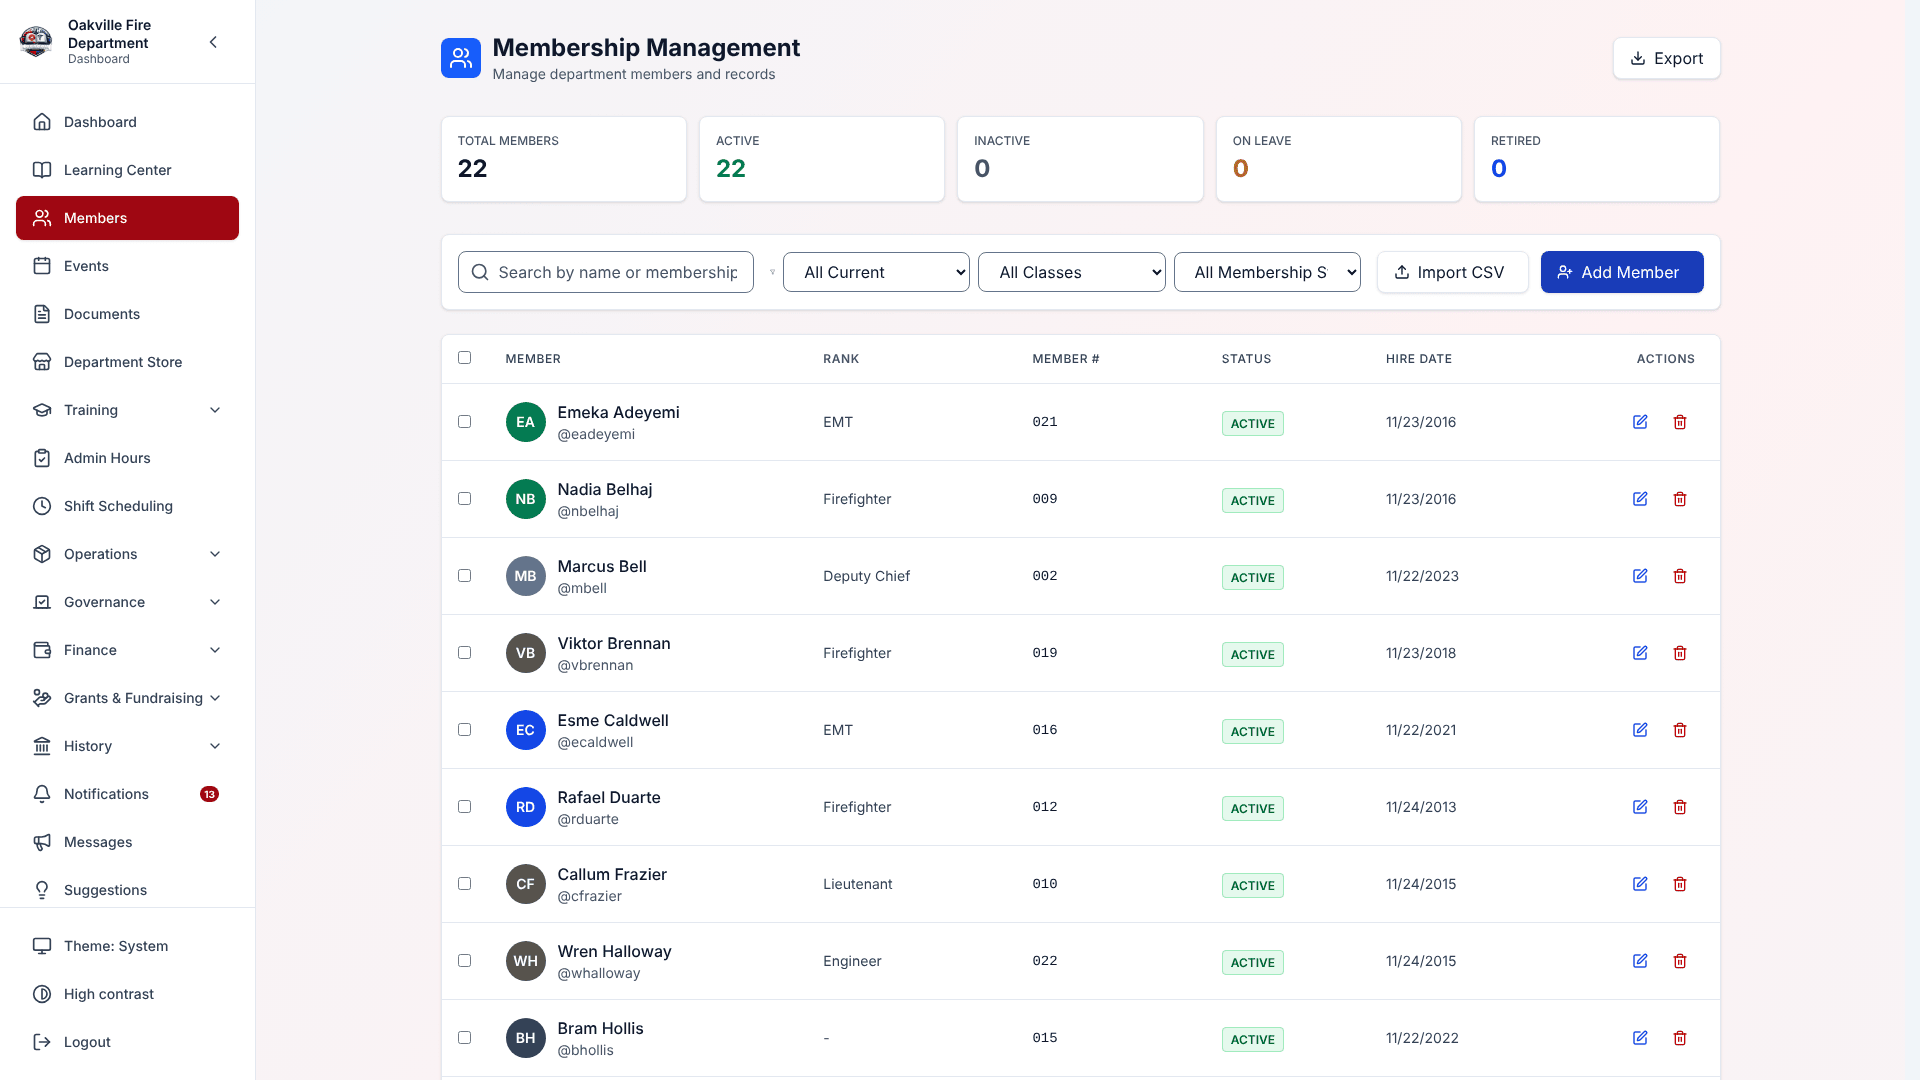 Oakville Fire
Department
Dashboard
Dashboard
Learning Center
Members
Events
Documents
Department Store
Training
Admin Hours
Shift Scheduling
Operations
Governance
Finance
Grants & Fundraising
History
Notifications 13
Messages
Suggestions
Theme: System
High contrast
Logout
Membership Management
Manage department members and records
Export
TOTAL MEMBERS
22
ACTIVE
22
INACTIVE
0
ON LEAVE
0
RETIRED
0
Search by name or membership
All Current
All Classes
All Membership S
Import CSV
Add Member
MEMBER RANK MEMBER # STATUS HIRE DATE ACTIONS
EA Emeka Adeyemi EMT 021 ACTIVE 11/23/2016
@eadeyemi
NB Nadia Belhaj Firefighter 009 ACTIVE 11/23/2016
@nbelhaj
MB Marcus Bell Deputy Chief 002 ACTIVE 11/22/2023
@mbell
VB Viktor Brennan Firefighter 019 ACTIVE 11/23/2018
@vbrennan
EC Esme Caldwell EMT 016 ACTIVE 11/22/2021
@ecaldwell
RD Rafael Duarte Firefighter 012 ACTIVE 11/24/2013
@rduarte
CF Callum Frazier Lieutenant 010 ACTIVE 11/24/2015
@cfrazier
WH Wren Halloway Engineer 022 ACTIVE 11/24/2015
@whalloway
BH Bram Hollis - 015 ACTIVE 11/22/2022
@bhollis